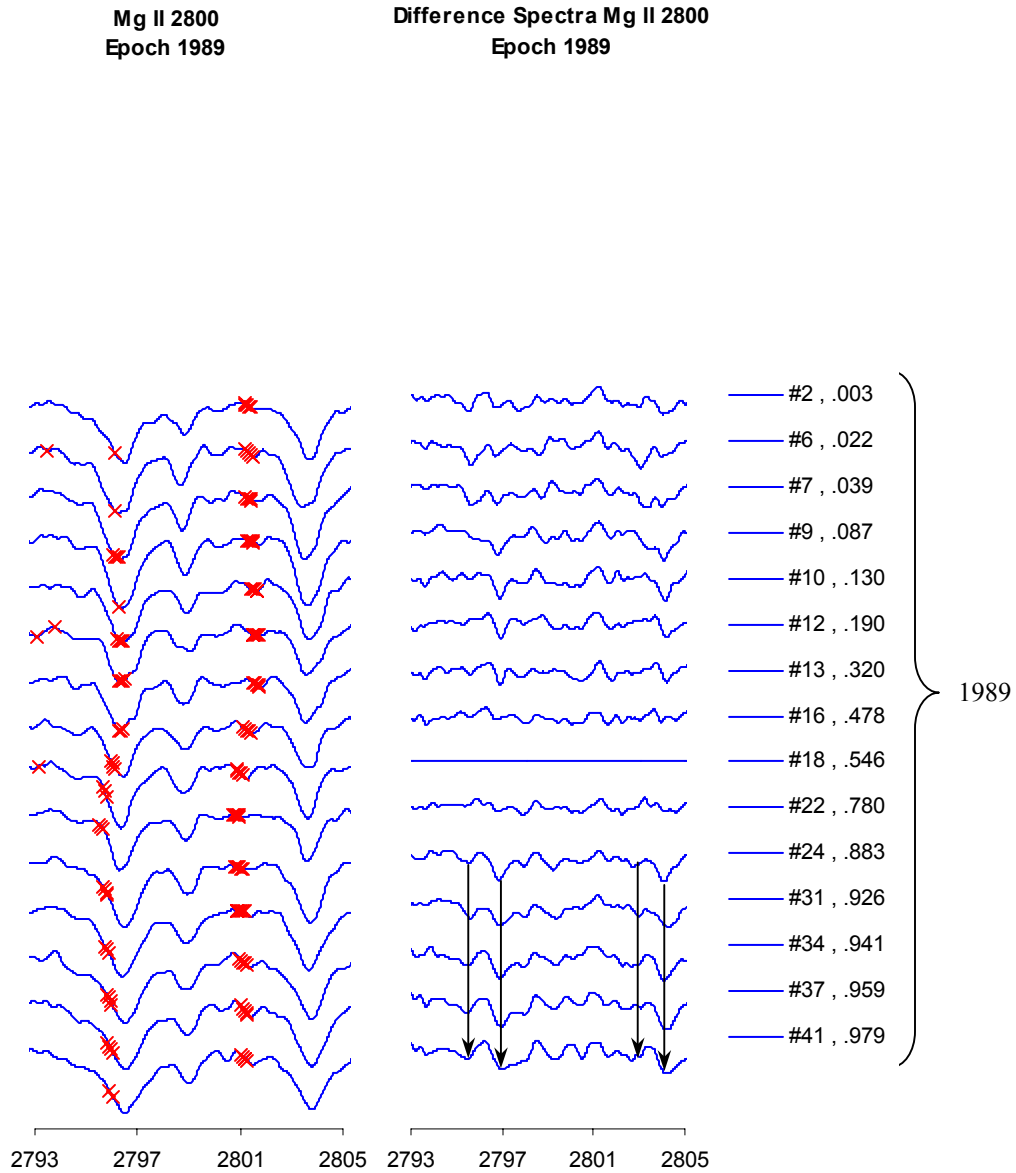 Mg II 2800
Epoch 1989
Difference Spectra Mg II 2800
Epoch 1989
#2 , .003
#6 , .022
#7 , .039
#9 , .087
#10 , .130
#12 , .190
#13 , .320
#16 , .478
#18 , .546
#22 , .780
#24 , .883
#31 , .926
#34 , .941
#37 , .959
#41 , .979
1989
2793 2797 2801 2805
2793 2797 2801 2805